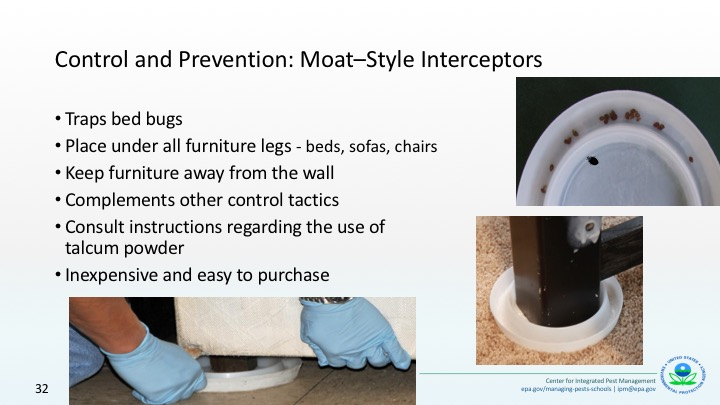 Control and Prevention: Moat–Style Interceptors
• Traps bed bugs
• Place under all furniture legs - beds, sofas, chairs
• Keep furniture away from the wall
• Complements other control tactics
• Consult instructions regarding the use of
talcum powder
• Inexpensive and easy to purchase
32
Center for Integrated Pest Management
epa.gov/managing-pests-schools | ipm@epa.gov